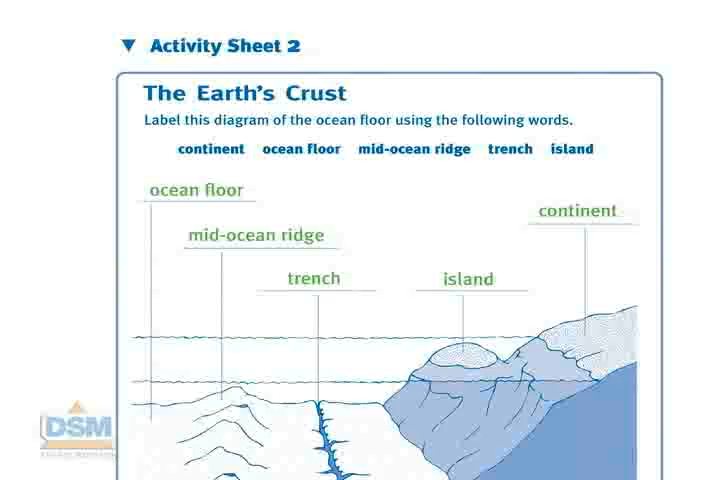 ▼ Activity Sheet 2
The Earth's Crust
Label this diagram of the ocean floor using the following words.
continent ocean floor mid-ocean ridge trench island
ocean floor
continent
mid-ocean ridge
trench
island
DSM